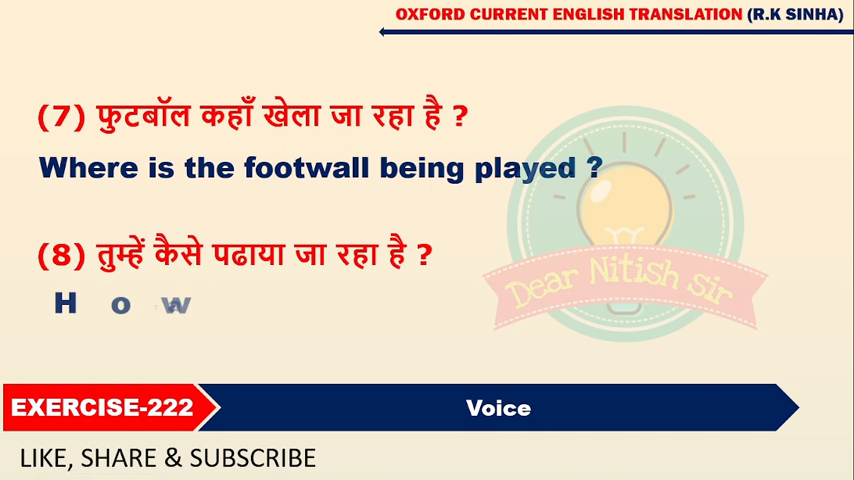 OXFORD CURRENT ENGLISH TRANSLATION (R.K SINHA)
(7) फुटबॉल कहाँ खेला जा रहा है ?
Where is the footwall being played ?
(8) तुम्हें कैसे पढाया जा रहा है ?
H o w
Dear Nitish Sir
EXERCISE-222
Voice
LIKE, SHARE & SUBSCRIBE